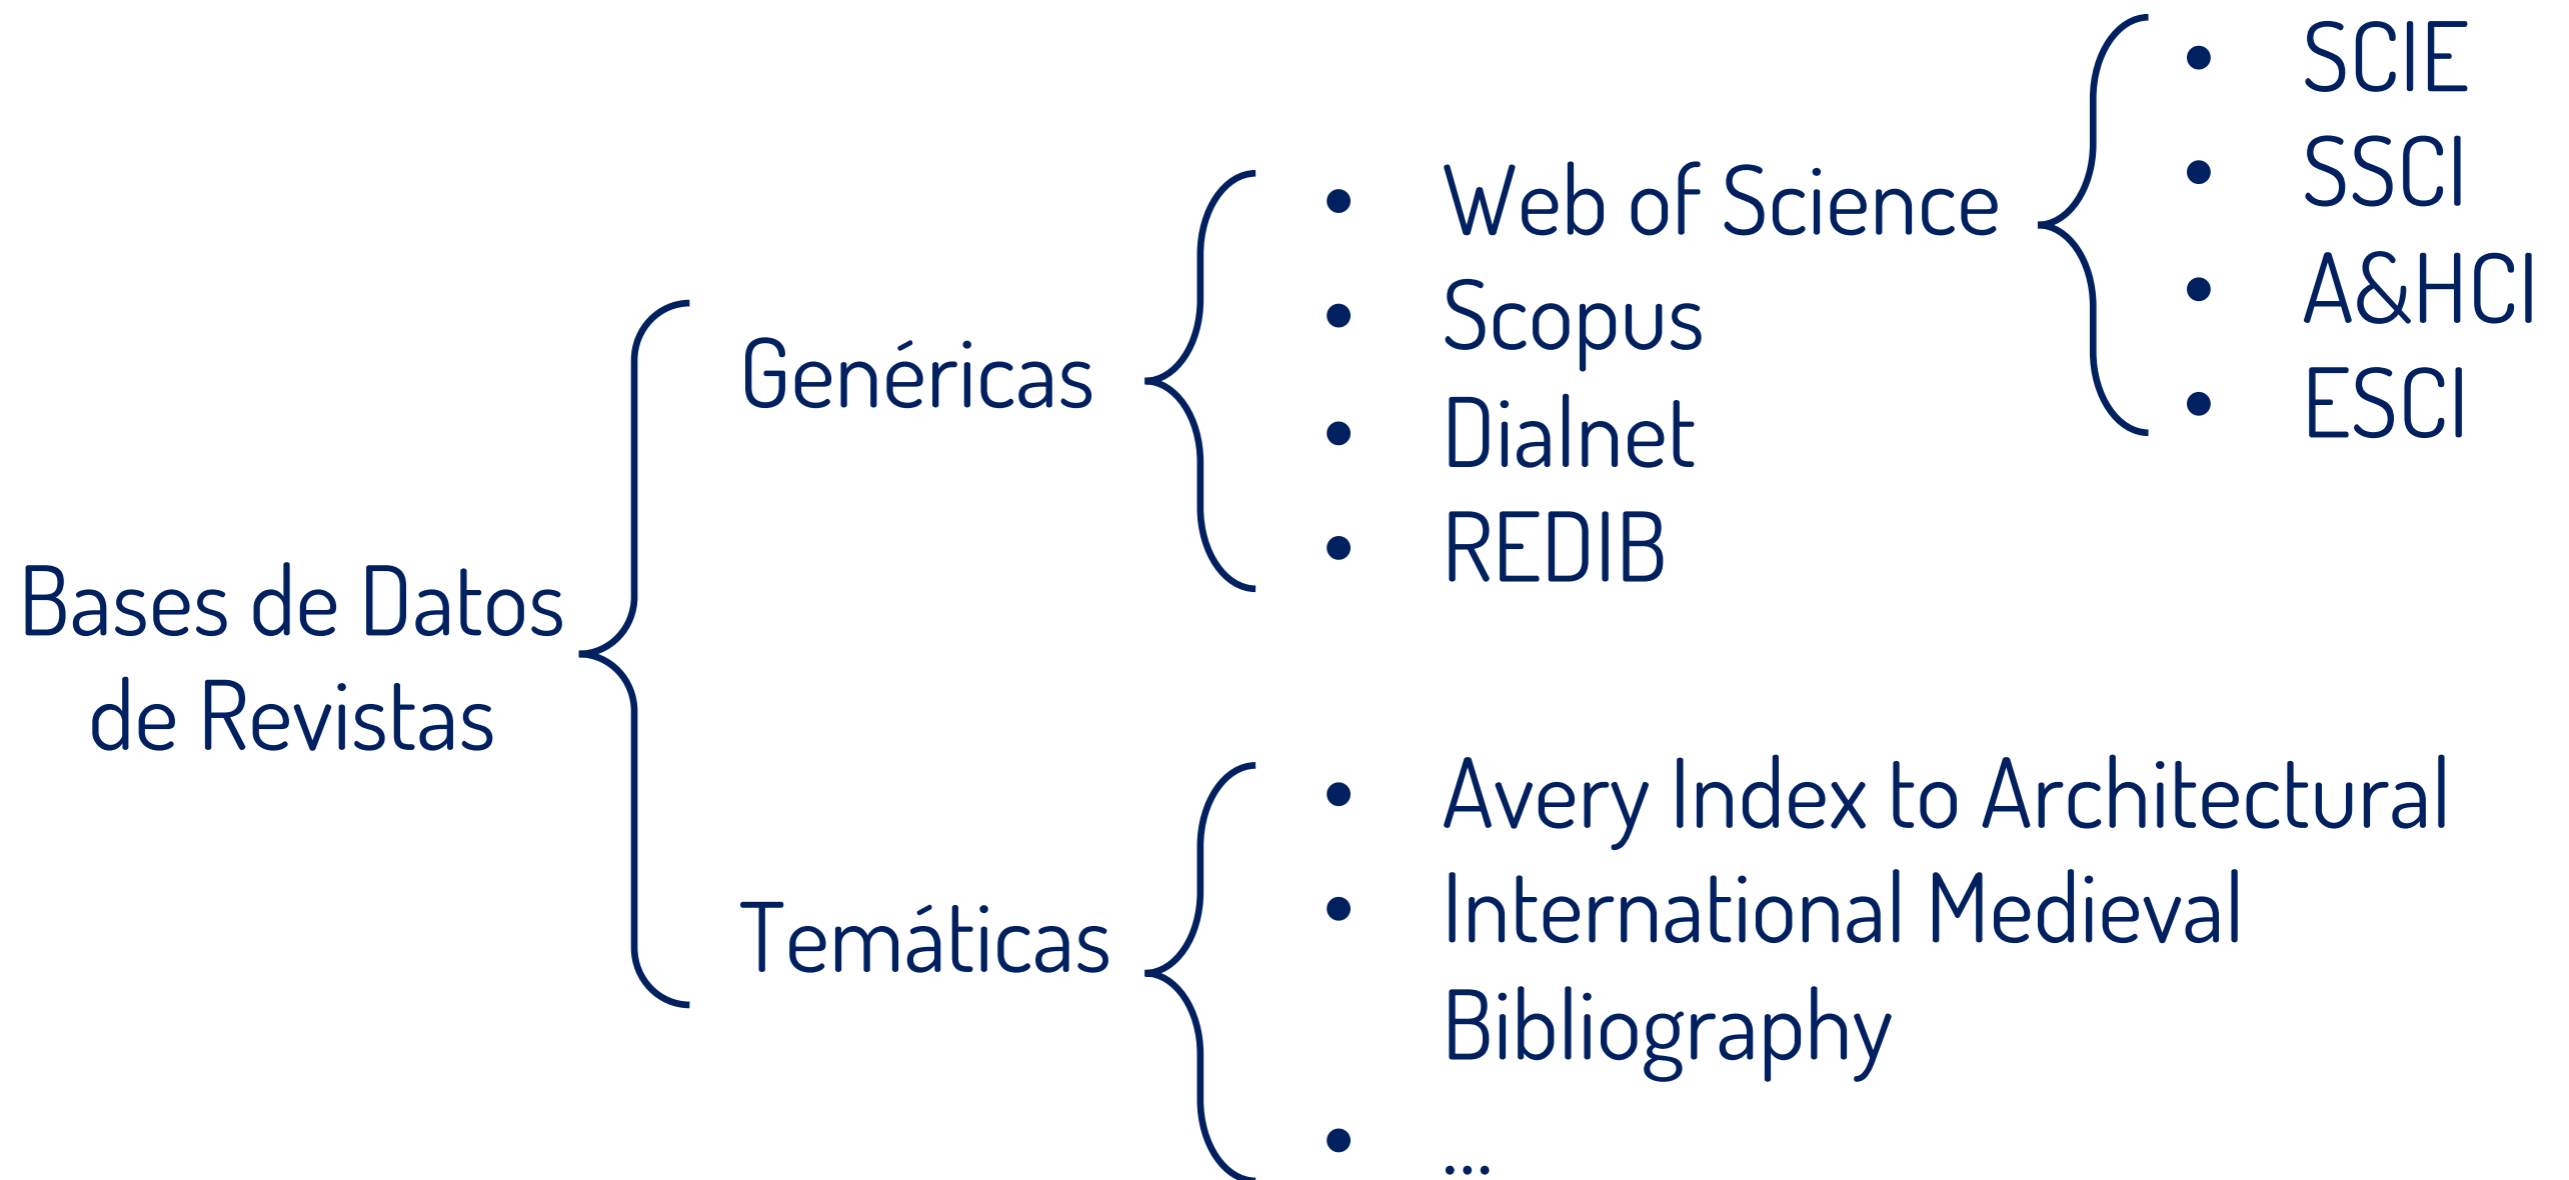 Bases de Datos
de Revistas
Genéricas
• Web of Science
• Scopus
• Dialnet
• REDIB
• SCIE
• SSCI
• A&HCI
• ESCI
Temáticas
• Avery Index to Architectural
• International Medieval
Bibliography
• ...